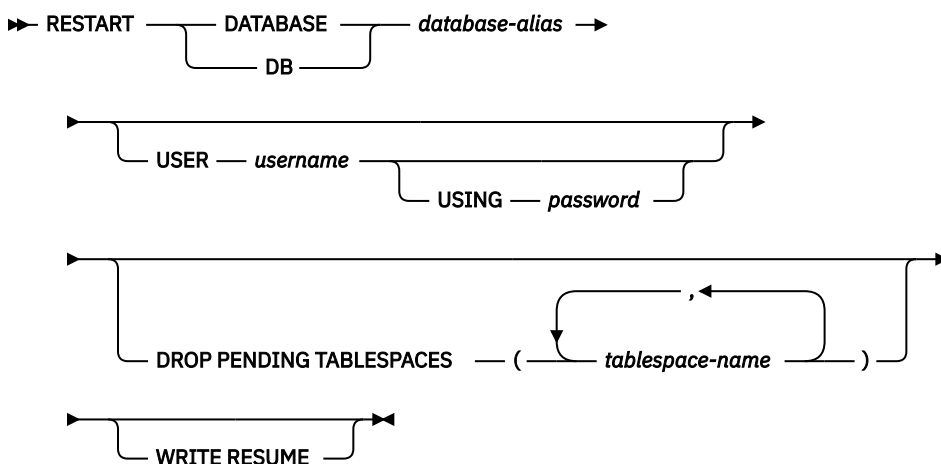 RESTART DATABASE database-alias
DB
USER username
USING password
,
DROP PENDING TABLESPACES ( tablespace-name )
WRITE RESUME